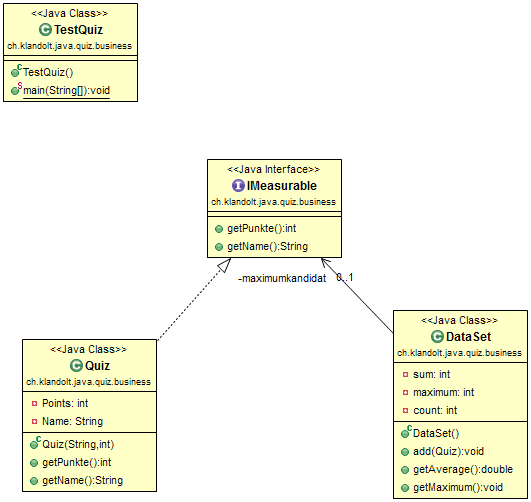 <<Java Class>>
TestQuiz
ch.klandolt.java.quiz.business
TestQuiz()
main(String[]):void
<<Java Interface>>
IMeasurable
ch.klandolt.java.quiz.business
getPunkte():int
getName():String
-maximumkandidat 0..1
<<Java Class>>
Quiz
ch.klandolt.java.quiz.business
Points: int
Name: String
Quiz(String,int)
getPunkte():int
getName():String
<<Java Class>>
DataSet
ch.klandolt.java.quiz.business
sum: int
maximum: int
count: int
DataSet()
add(Quiz):void
getAverage():double
getMaximum():void